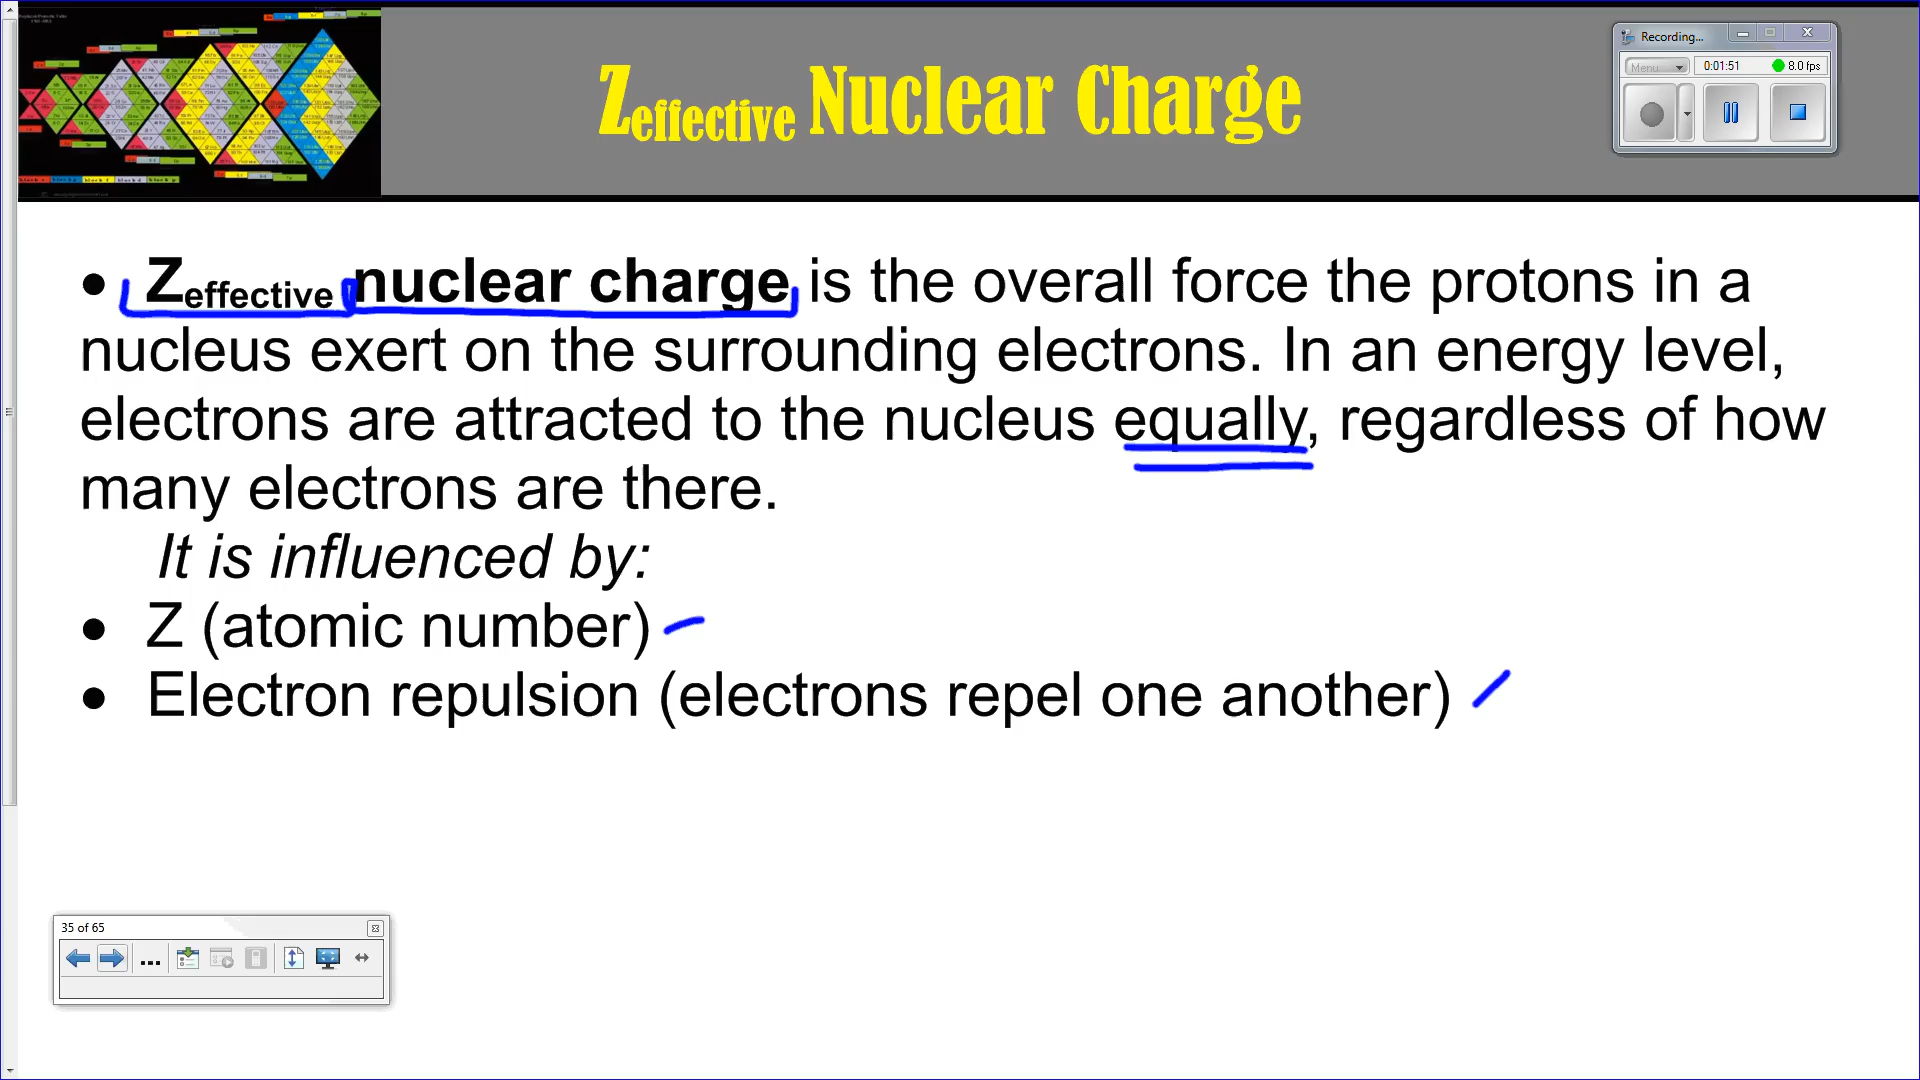 Zeffective Nuclear Charge
Recording...
Menu
0:01:51
8.0 fps
• Zeffective nuclear charge is the overall force the protons in a
nucleus exert on the surrounding electrons. In an energy level,
electrons are attracted to the nucleus equally, regardless of how
many electrons are there.
It is influenced by:
• Z (atomic number)
• Electron repulsion (electrons repel one another)
35 of 65